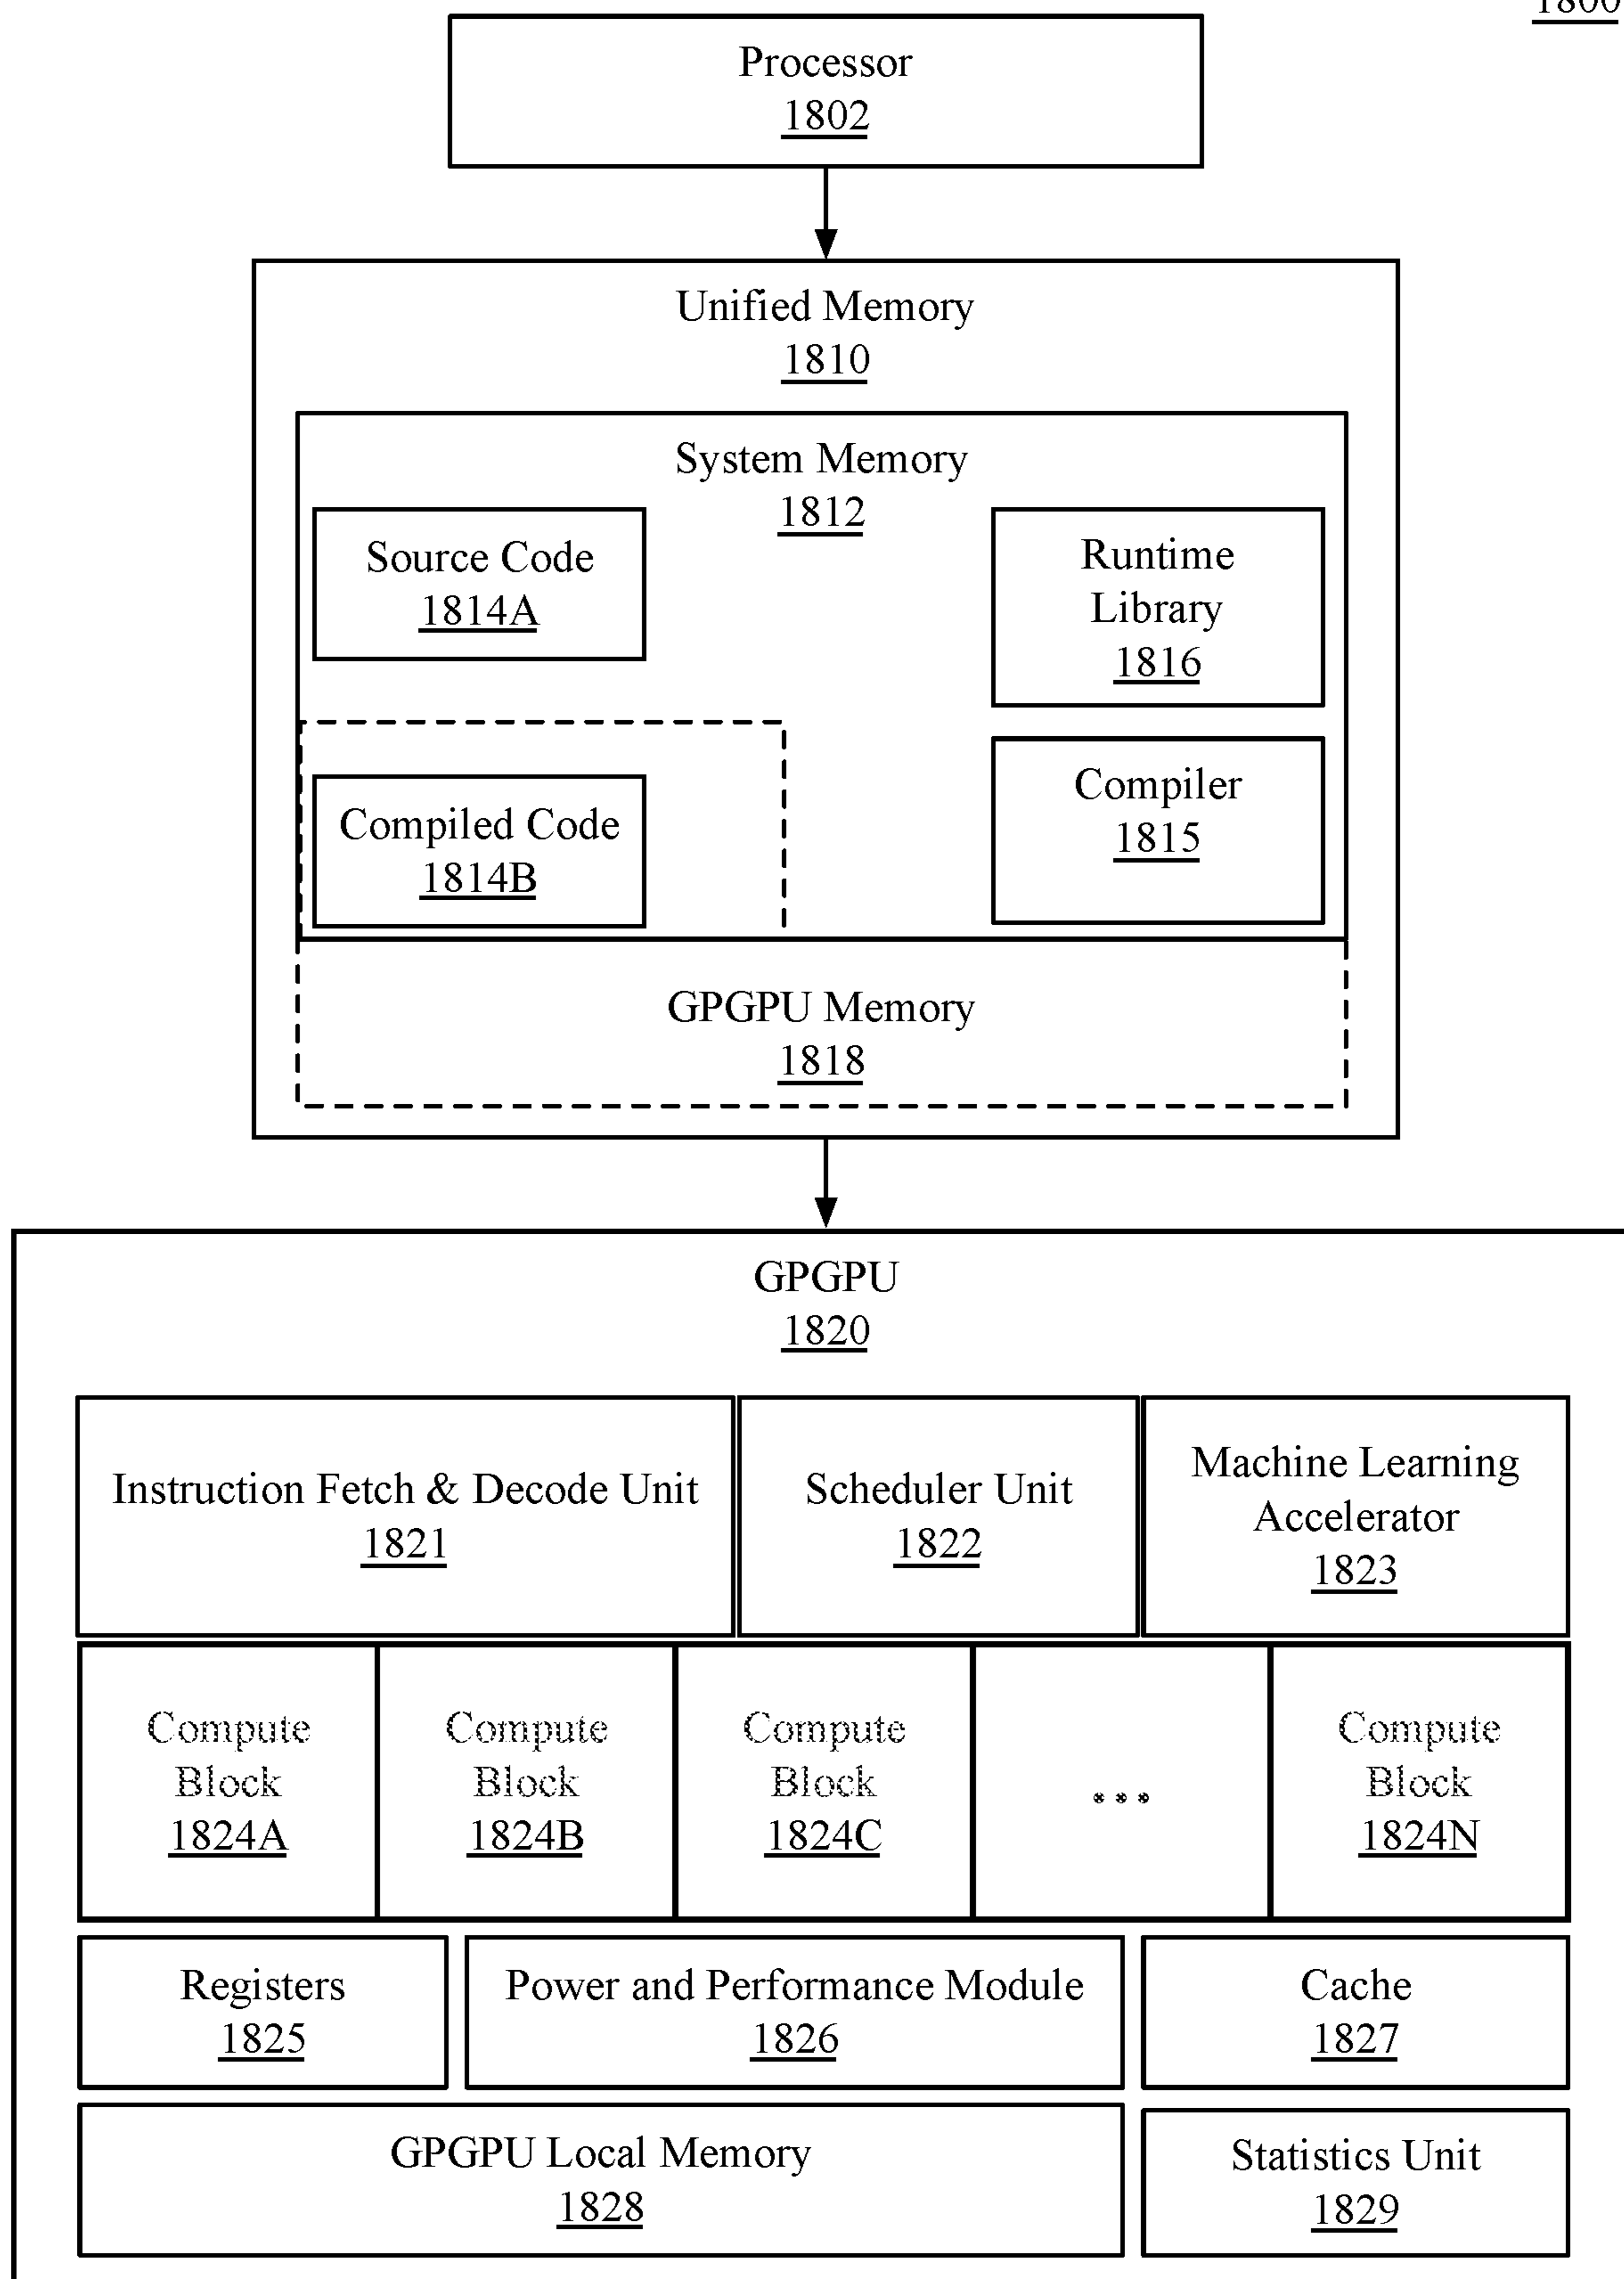 1800
Processor
1802
Unified Memory
1810
System Memory
1812
Source Code
1814A
Runtime
Library
1816
Compiled Code
1814B
Compiler
1815
GPGPU Memory
1818
GPGPU
1820
Instruction Fetch & Decode Unit
1821
Scheduler Unit
1822
Machine Learning
Accelerator
1823
Compute
Block
1824A
Compute
Block
1824B
Compute
Block
1824C
...
Compute
Block
1824N
Registers
1825
Power and Performance Module
1826
Cache
1827
GPGPU Local Memory
1828
Statistics Unit
1829